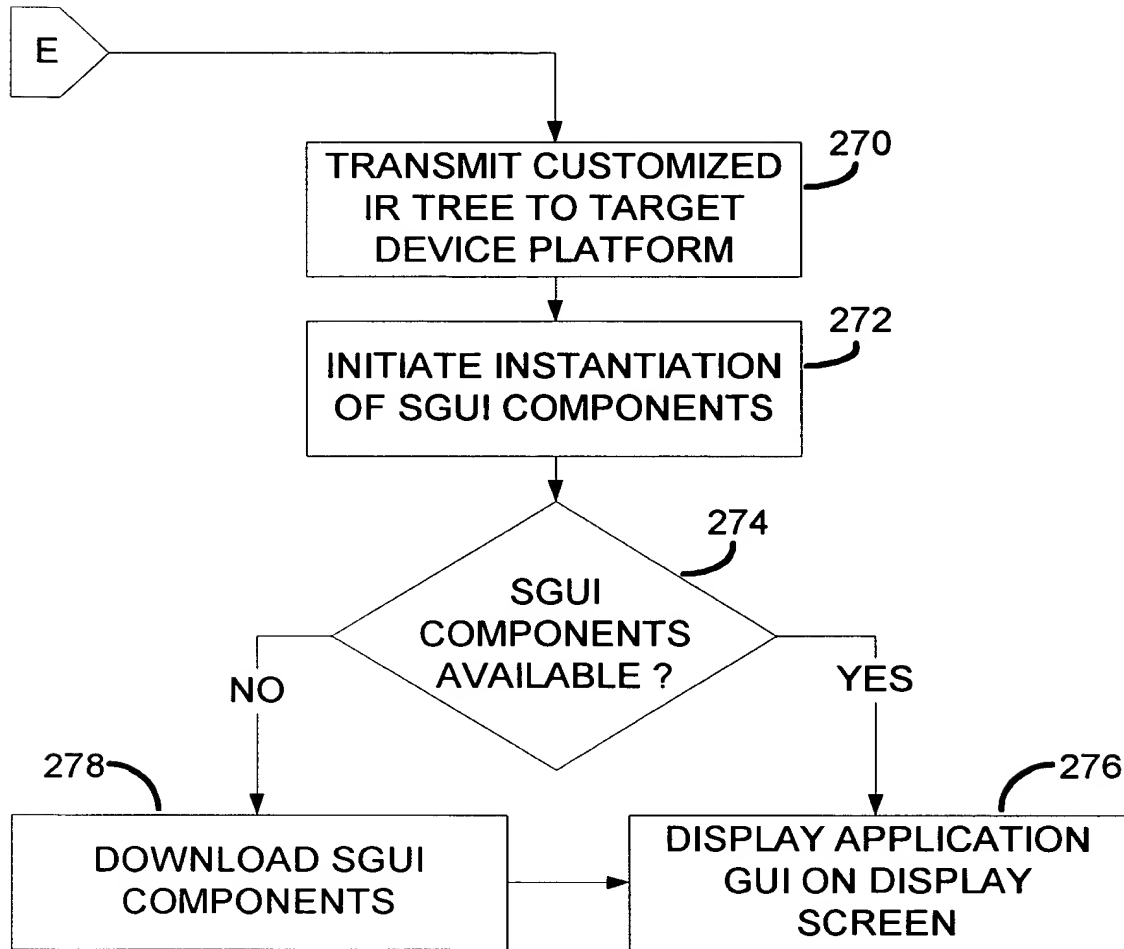 E
270
TRANSMIT CUSTOMIZED
IR TREE TO TARGET
DEVICE PLATFORM
272
INITIATE INSTANTIATION
OF SGUI COMPONENTS
274
SGUI
COMPONENTS
AVAILABLE ?
NO
YES
278
276
DOWNLOAD SGUI
COMPONENTS
DISPLAY APPLICATION
GUI ON DISPLAY
SCREEN